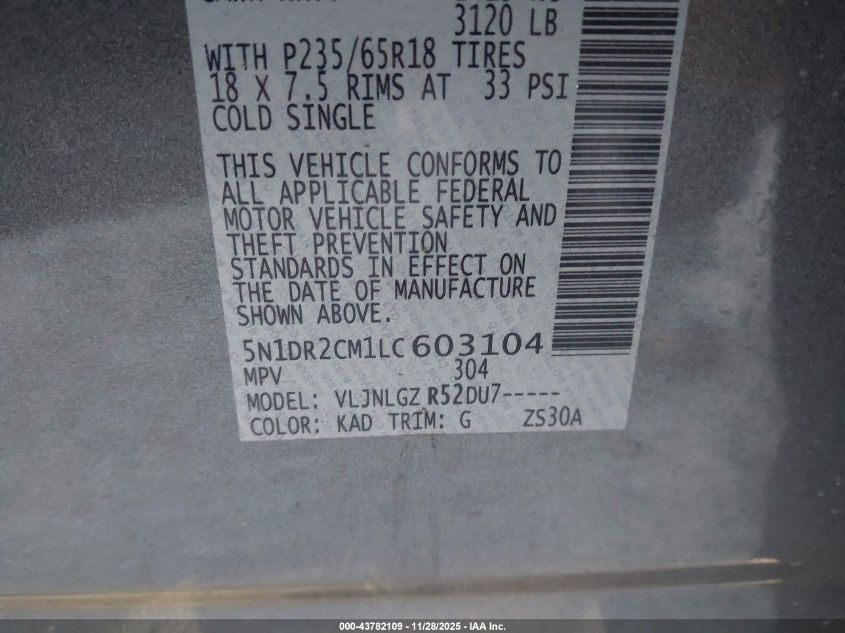 3120 LB
WITH P235/65R18 TIRES
18 X 7.5 RIMS AT 33 PSI
COLD SINGLE
THIS VEHICLE CONFORMS TO
ALL APPLICABLE FEDERAL
MOTOR VEHICLE SAFETY AND
THEFT PREVENTION
STANDARDS IN EFFECT ON
THE DATE OF MANUFACTURE
SHOWN ABOVE.
5N1DR2CM1LC603104
MPV 304
MODEL: VLJNLGZ R52DU7-----
COLOR: KAD TRIM: G ZS30A
000-43782109 - 11/28/2025 - IAA Inc.